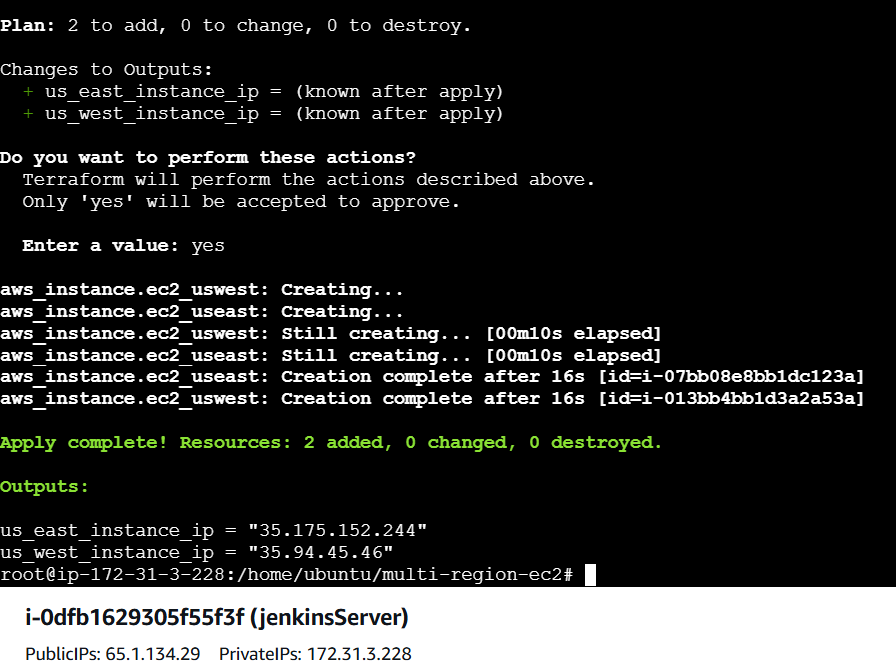 Plan: 2 to add, 0 to change, 0 to destroy.
Changes to Outputs:
+ us_east_instance_ip = (known after apply)
+ us_west_instance_ip = (known after apply)
Do you want to perform these actions?
Terraform will perform the actions described above.
Only 'yes' will be accepted to approve.
Enter a value: yes
aws_instance.ec2_uswest: Creating...
aws_instance.ec2_useast: Creating...
aws_instance.ec2_uswest: Still creating... [00m10s elapsed]
aws_instance.ec2_useast: Still creating... [00m10s elapsed]
aws_instance.ec2_useast: Creation complete after 16s [id=i-07bb08e8bb1dc123a]
aws_instance.ec2_uswest: Creation complete after 16s [id=i-013bb4bb1d3a2a53a]
Apply complete! Resources: 2 added, 0 changed, 0 destroyed.
Outputs:
us_east_instance_ip = "35.175.152.244"
us_west_instance_ip = "35.94.45.46"
root@ip-172-31-3-228:/home/ubuntu/multi-region-ec2#
i-0dfb1629305f55f3f (jenkinsServer)
PublicIPs: 65.1.134.29 PrivateIPs: 172.31.3.228